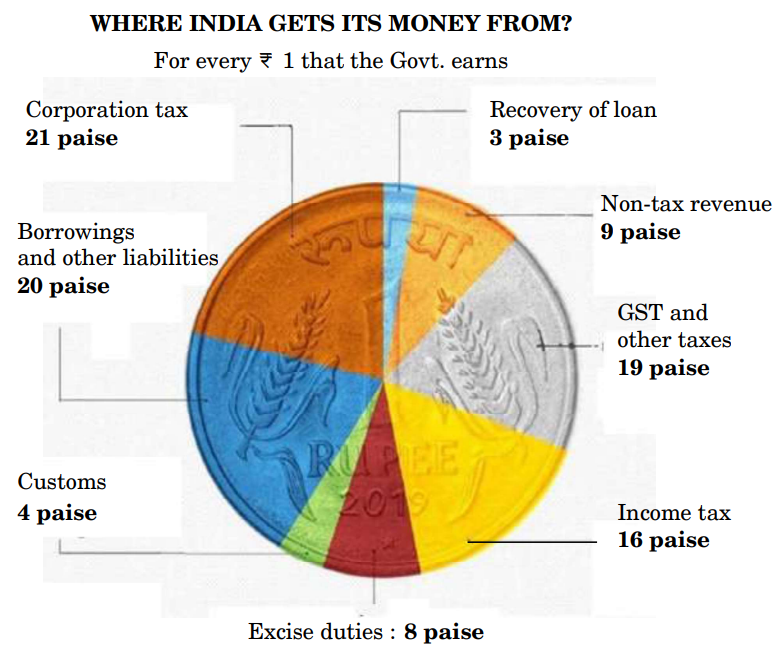 WHERE INDIA GETS ITS MONEY FROM?
For every ₹ 1 that the Govt. earns
Corporation tax
21 paise
Recovery of loan
3 paise
Borrowings
and other liabilities
20 paise
Non-tax revenue
9 paise
GST and
other taxes
19 paise
रुपया
RUPEE
2019
Customs
4 paise
Income tax
16 paise
Excise duties : 8 paise